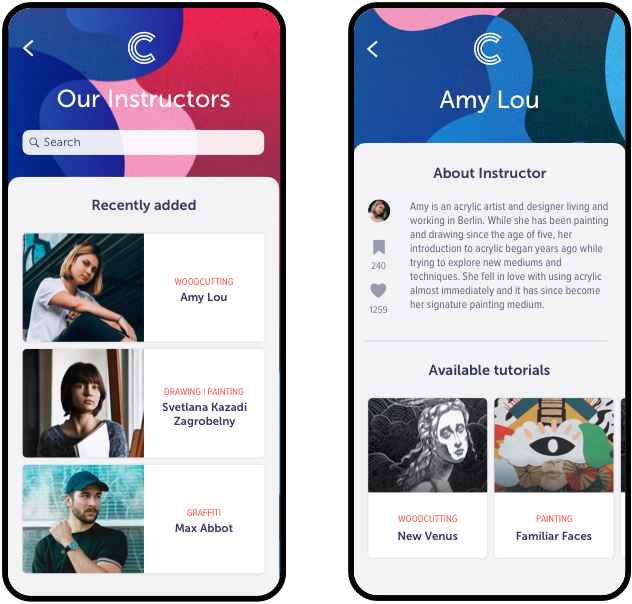 Our Instructors
Search
Recently added
WOODCUTTING
Amy Lou
DRAWING | PAINTING
Svetlana Kazadi
Zagrobelny
GRAFFITI
Max Abbot
Amy Lou
About Instructor
Amy is an acrylic artist and designer living and
working in Berlin. While she has been painting
and drawing since the age of five, her
introduction to acrylic began years ago while
trying to explore new mediums and
techniques. She fell in love with using acrylic
almost immediately and it has since become
her signature painting medium.
240
1259
Available tutorials
WOODCUTTING
New Venus
PAINTING
Familiar Faces